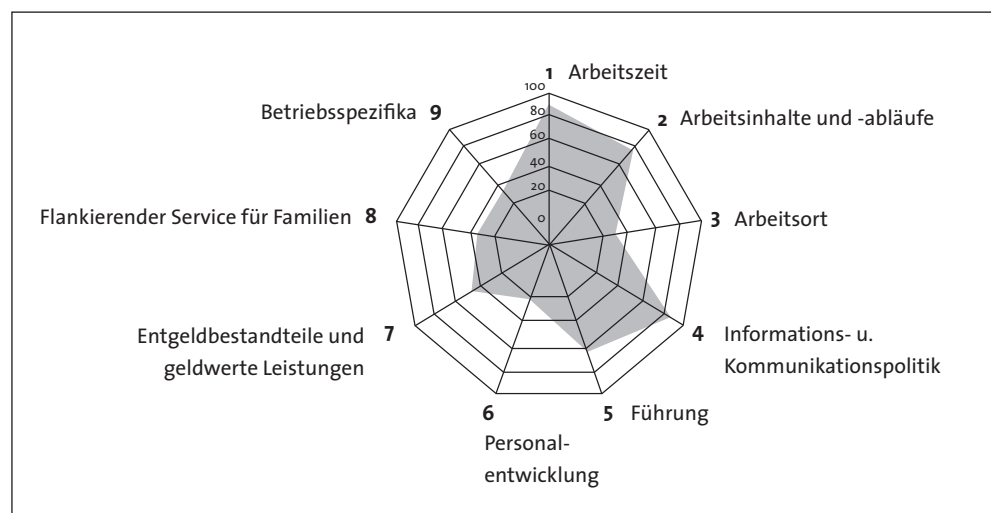 1 Arbeitszeit
100
80
60
40
20
0
2 Arbeitsinhalte und -abläufe
3 Arbeitsort
4 Informations- u.
Kommunikationspolitik
5 Führung
6
Personal-
entwicklung
Entgeldbestandteile und 7
geldwerte Leistungen
Flankierender Service für Familien 8
Betriebsspezifika 9